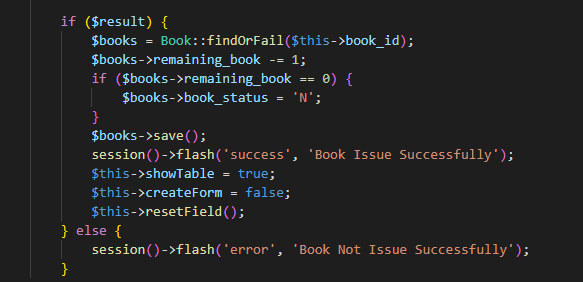 if ($result) {
$books = Book::findOrFail($this->book_id);
$books->remaining_book -= 1;
if ($books->remaining_book == 0) {
$books->book_status = 'N';
}
$books->save();
session()->flash('success', 'Book Issue Successfully');
$this->showTable = true;
$this->createForm = false;
$this->resetField();
} else {
session()->flash('error', 'Book Not Issue Successfully');
}